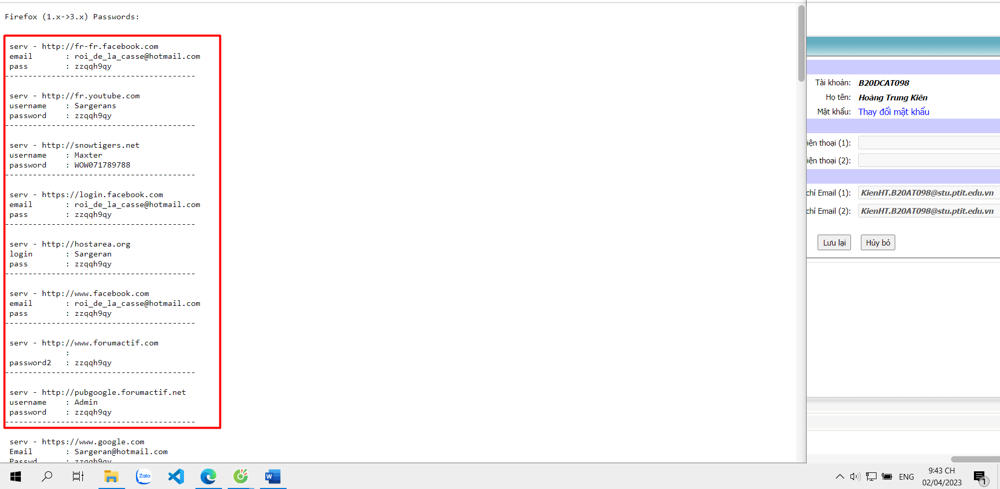 Firefox (1.x->3.x) Passwords:
serv - http://fr-fr.facebook.com
email : roi_de_la_casse@hotmail.com
pass : zzqqh9qy
------------------------------------------
serv - http://fr.youtube.com
username : Sargerans
password : zzqqh9qy
------------------------------------------
serv - http://snowtigers.net
username : Maxter
password : WOW071789788
------------------------------------------
serv - https://login.facebook.com
email : roi_de_la_casse@hotmail.com
pass : zzqqh9qy
------------------------------------------
serv - http://hostarea.org
login : Sargeran
pass : zzqqh9qy
------------------------------------------
serv - http://www.facebook.com
email : roi_de_la_casse@hotmail.com
pass : zzqqh9qy
------------------------------------------
serv - http://www.forumactif.com
:
password2 : zzqqh9qy
------------------------------------------
serv - http://pubgoogle.forumactif.net
username : Admin
password : zzqqh9qy
------------------------------------------
serv - https://www.google.com
Email : Sargeran@hotmail.com
Passwd : zzqqh9qy
Tài khoản: B20DCAT098
Họ tên: Hoàng Trung Kiên
Mật khẩu: Thay đổi mật khẩu
iện thoại (1):
iện thoại (2):
chỉ Email (1): KienHT.B20AT098@stu.ptit.edu.vn
chỉ Email (2): KienHT.B20AT098@stu.ptit.edu.vn
Lưu lại Hủy bỏ
Zalo
W
ENG
9:43 CH
02/04/2023
1